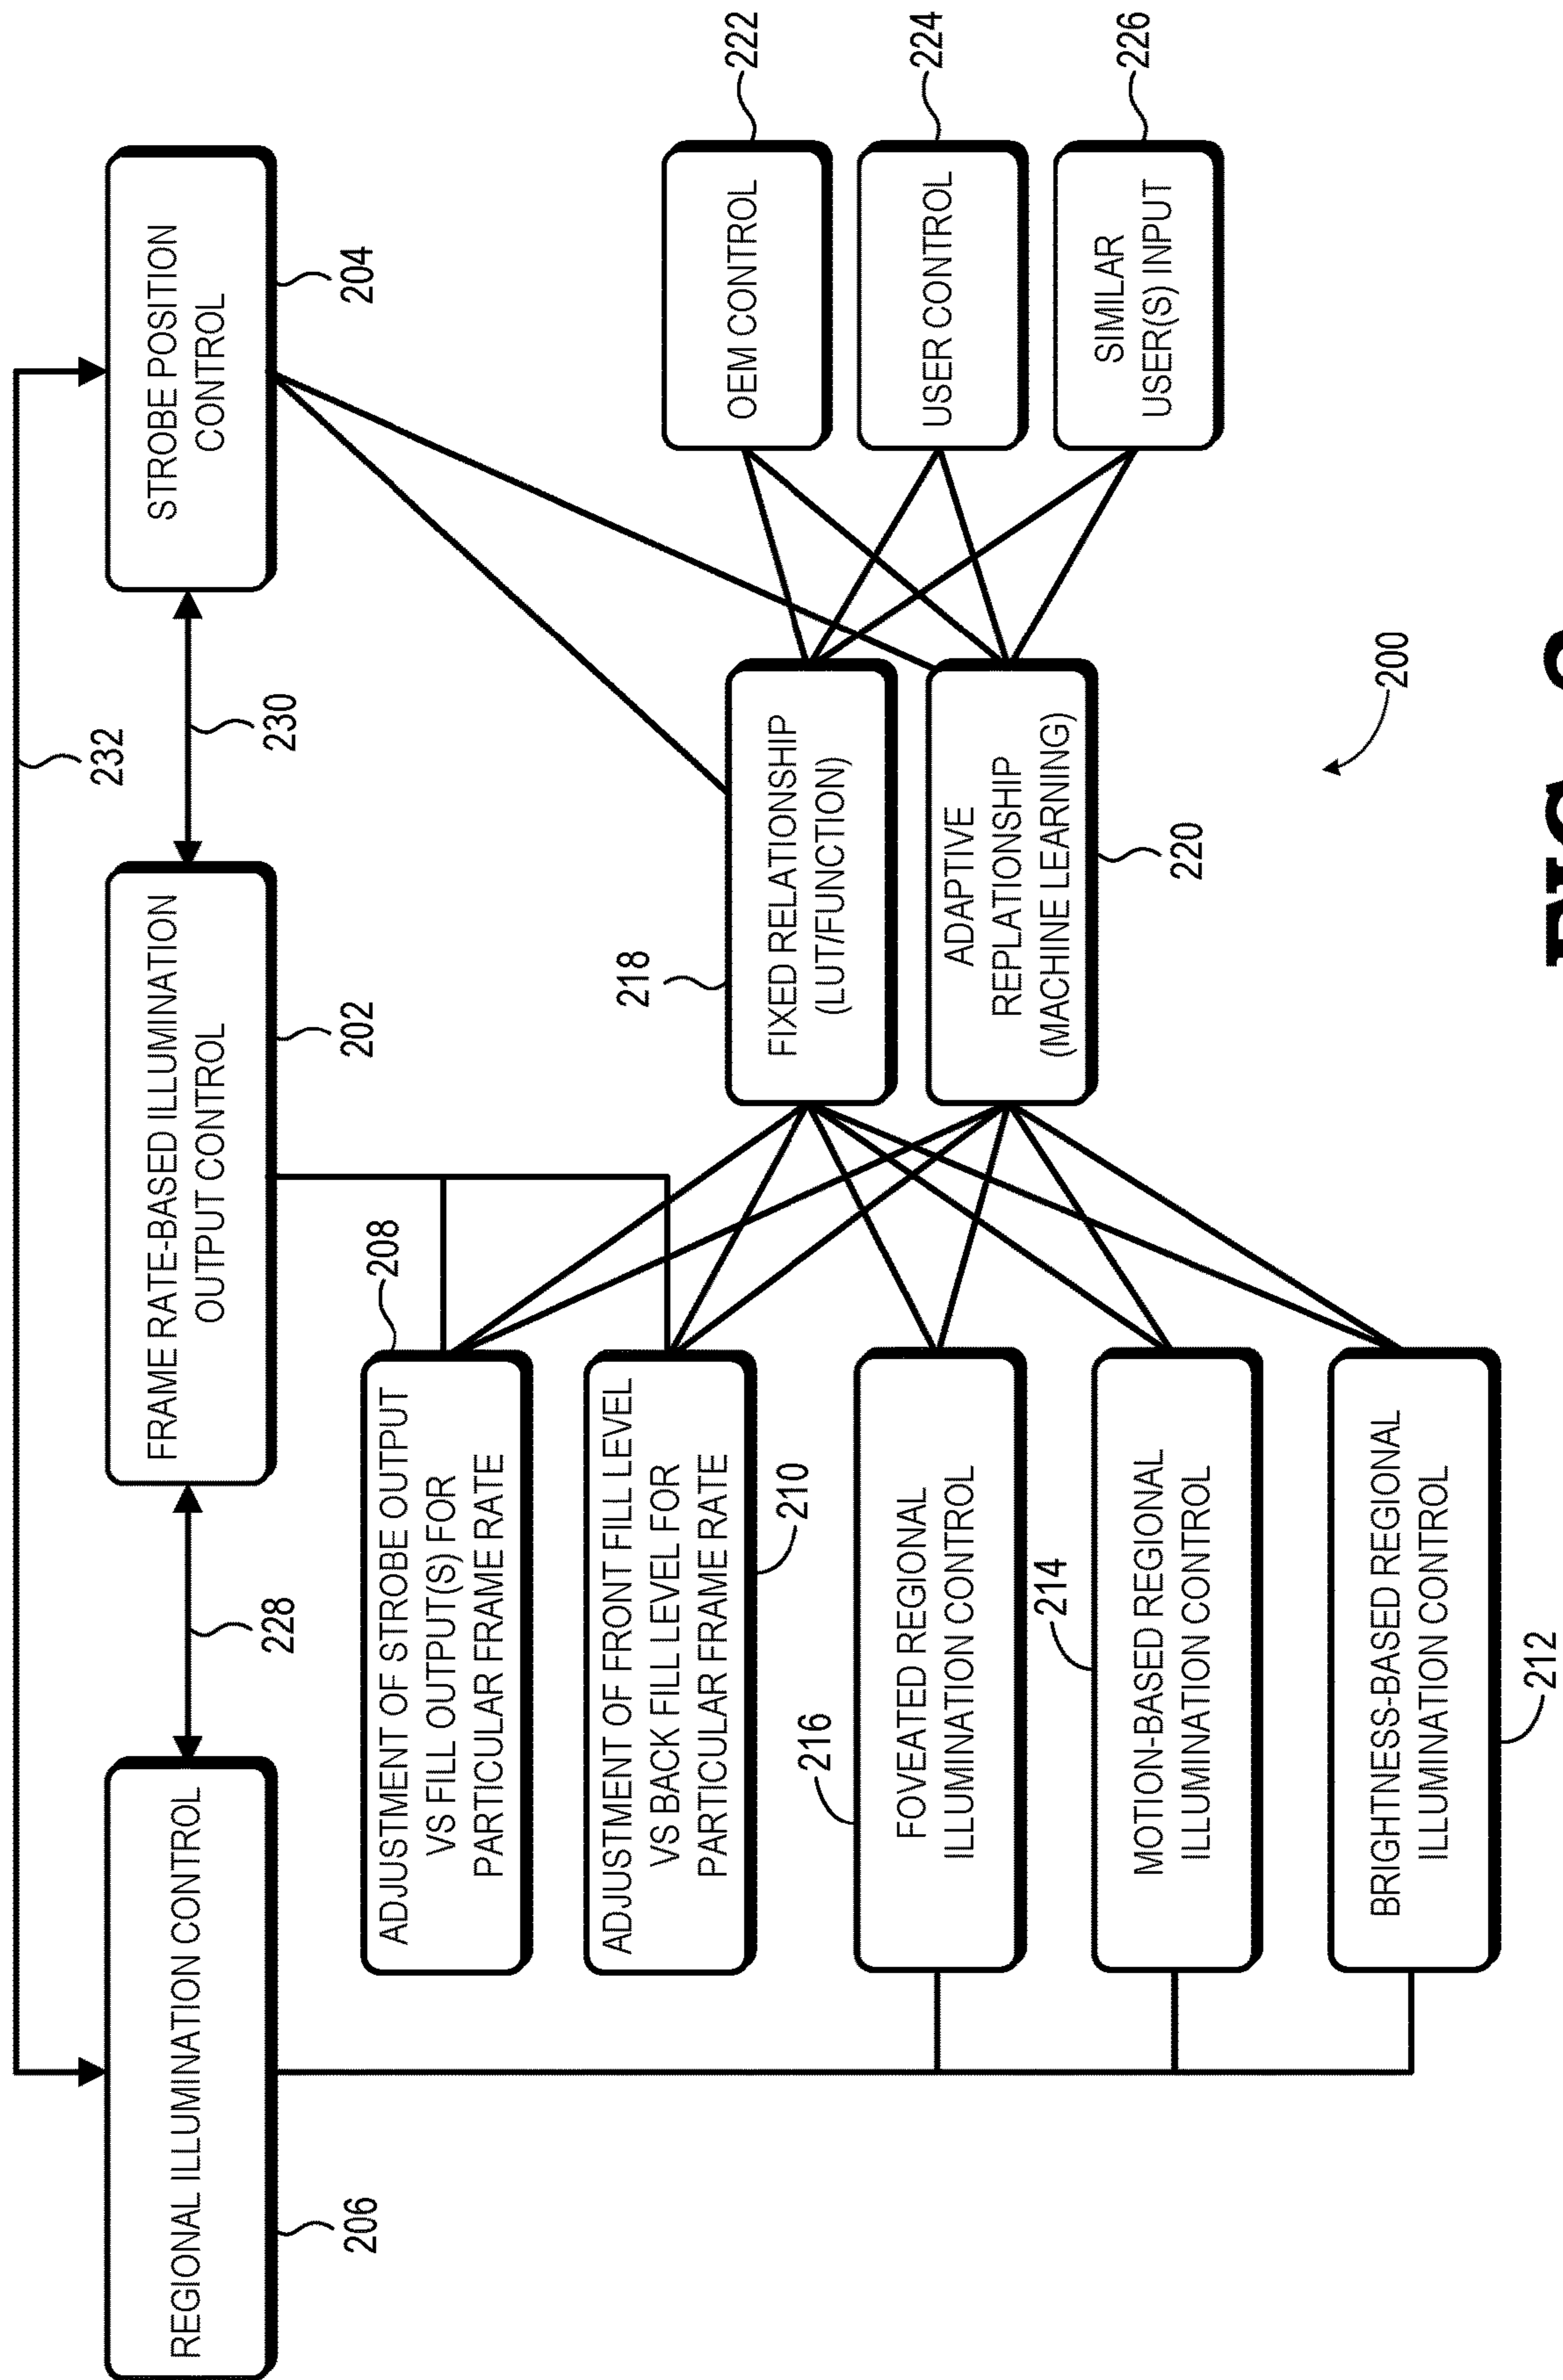 232
REGIONAL ILLUMINATION CONTROL
206
228
FRAME RATE-BASED ILLUMINATION
OUTPUT CONTROL
202
230
STROBE POSITION
CONTROL
204
ADJUSTMENT OF STROBE OUTPUT
VS FILL OUTPUT(S) FOR
PARTICULAR FRAME RATE
208
ADJUSTMENT OF FRONT FILL LEVEL
VS BACK FILL LEVEL FOR
PARTICULAR FRAME RATE
210
FOVEATED REGIONAL
ILLUMINATION CONTROL
216
MOTION-BASED REGIONAL
ILLUMINATION CONTROL
214
BRIGHTNESS-BASED REGIONAL
ILLUMINATION CONTROL
212
FIXED RELATIONSHIP
(LUT/FUNCTION)
218
ADAPTIVE
REPLATIONSHIP
(MACHINE LEARNING)
220
OEM CONTROL
222
USER CONTROL
224
SIMILAR
USER(S) INPUT
226
200